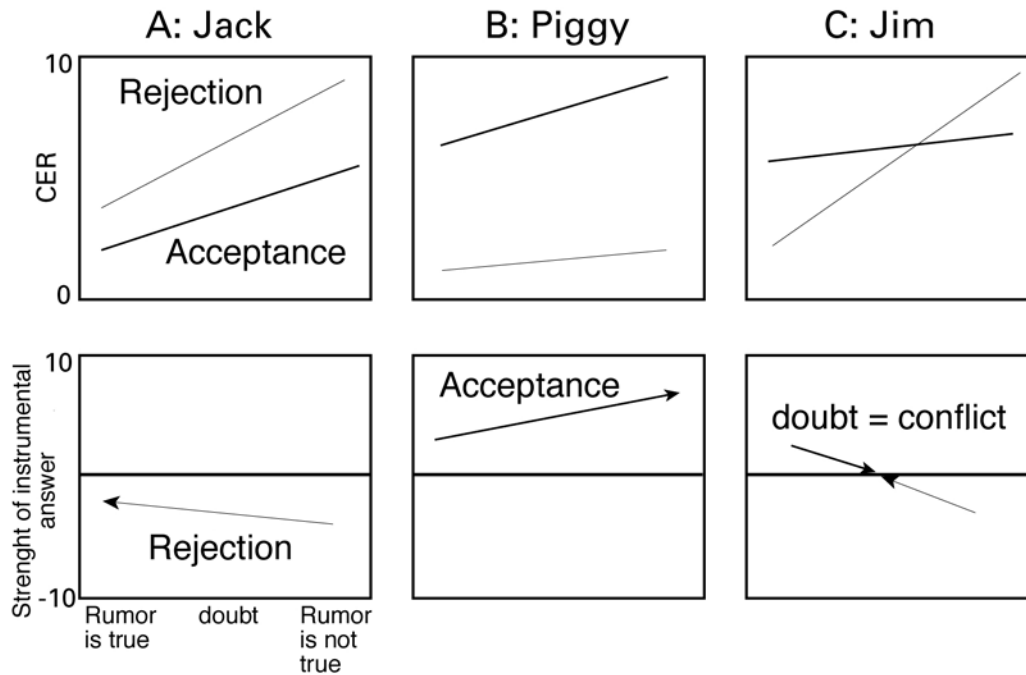 A: Jack
B: Piggy
C: Jim
10
CER
0
Rejection
Acceptance
10
Strenght of instrumental
answer
-10
Rejection
Acceptance
doubt = conflict
Rumor
is true
doubt
Rumor
is not
true